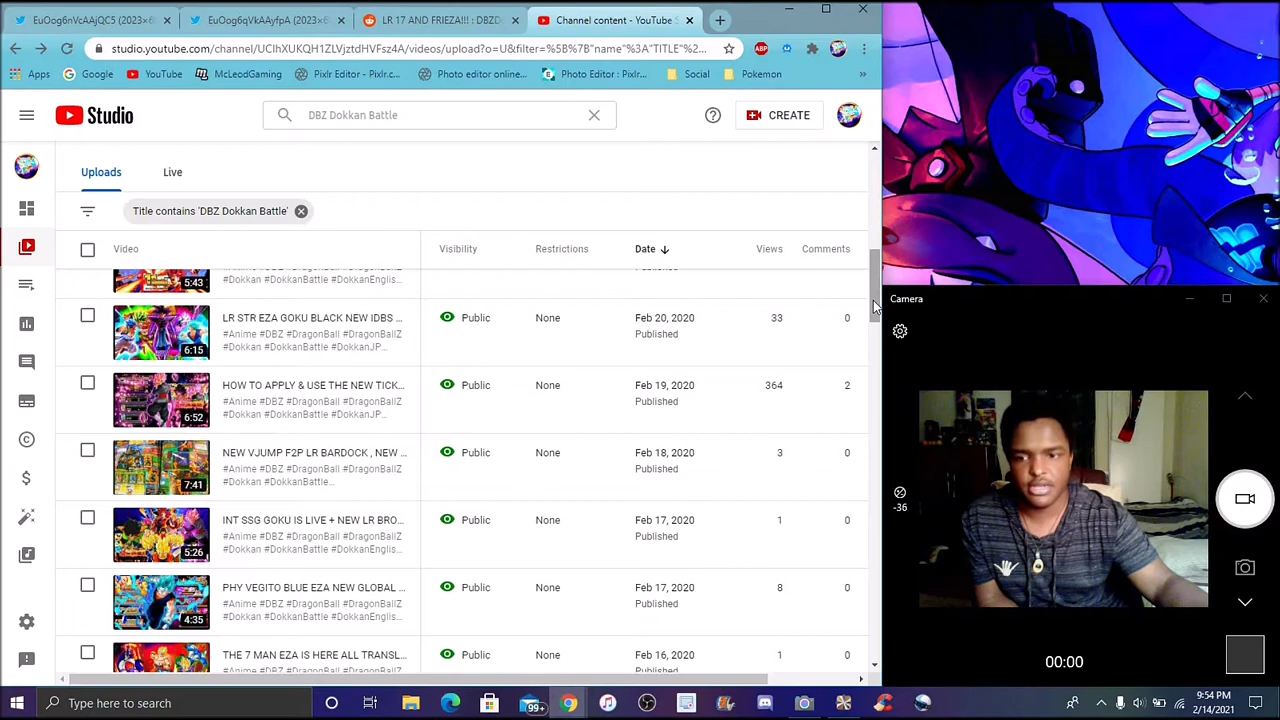 EuOog6nVcAAjQC5 (2023×
EuOog6qVkAAyfpA (2023×6
LR 17 AND FRIEZA!!! : DBZD
Channel content - YouTube S
studio.youtube.com/channel/UCIhXUKQH1ZLVjztdHVFsz4A/videos/upload?o=U&filter=%5B%7B"name"%3A"TITLE"%2...
ABP
Apps
Google
YouTube
McLeodGaming
Pixlr Editor - Pixlr.c...
Photo editor online...
Photo Editor : Pixlr...
Social
Pokemon
»
Studio
DBZ Dokkan Battle
CREATE
Uploads
Live
Title contains 'DBZ Dokkan Battle'
Video
Visibility
Restrictions
Date
Views
Comments
5:43
#Dokkan #DokkanBattle #DokkanEnglis...
Published
LR STR EZA GOKU BLACK NEW IDBS ...
Public
None
Feb 20, 2020
33
0
#Anime #DBZ #DragonBall #DragonBallZ
Published
#Dokkan #DokkanBattle #DokkanJP...
6:15
HOW TO APPLY & USE THE NEW TICK...
Public
None
Feb 19, 2020
364
2
#Anime #DBZ #DragonBall #DragonBallZ
Published
#Dokkan #DokkanBattle #DokkanJP...
6:52
NEW VJUMP F2P LR BARDOCK , NEW ...
Public
None
Feb 18, 2020
3
0
#Anime #DBZ #DragonBall #DragonBallZ
Published
#Dokkan #DokkanBattle...
7:41
INT SSG GOKU IS LIVE + NEW LR BRO...
Public
None
Feb 17, 2020
1
0
#Anime #DBZ #DragonBall #DragonBallZ
Published
#Dokkan #DokkanBattle #DokkanEnglis...
5:26
PHY VEGITO BLUE EZA NEW GLOBAL ...
Public
None
Feb 17, 2020
8
0
#Anime #DBZ #DragonBall #DragonBallZ
Published
#Dokkan #DokkanBattle #DokkanEnglis...
4:35
THE 7 MAN EZA IS HERE ALL TRANSL...
Public
None
Feb 16, 2020
1
0
#Anime #DBZ #DragonBall #DragonBallZ
Published
Camera
-36
00:00
Type here to search
99+
9:54 PM
2/14/2021